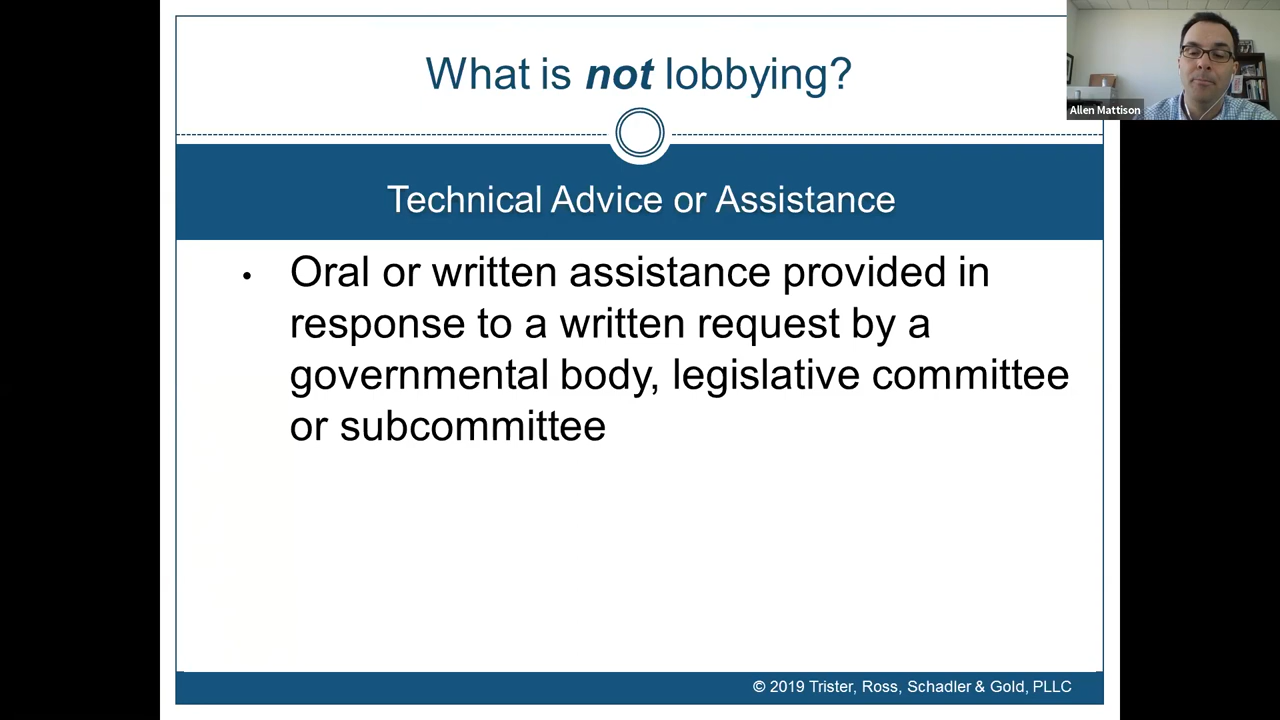 What is not lobbying?
Allen Mattison
Technical Advice or Assistance
• Oral or written assistance provided in
response to a written request by a
governmental body, legislative committee
or subcommittee
© 2019 Trister, Ross, Schadler & Gold, PLLC